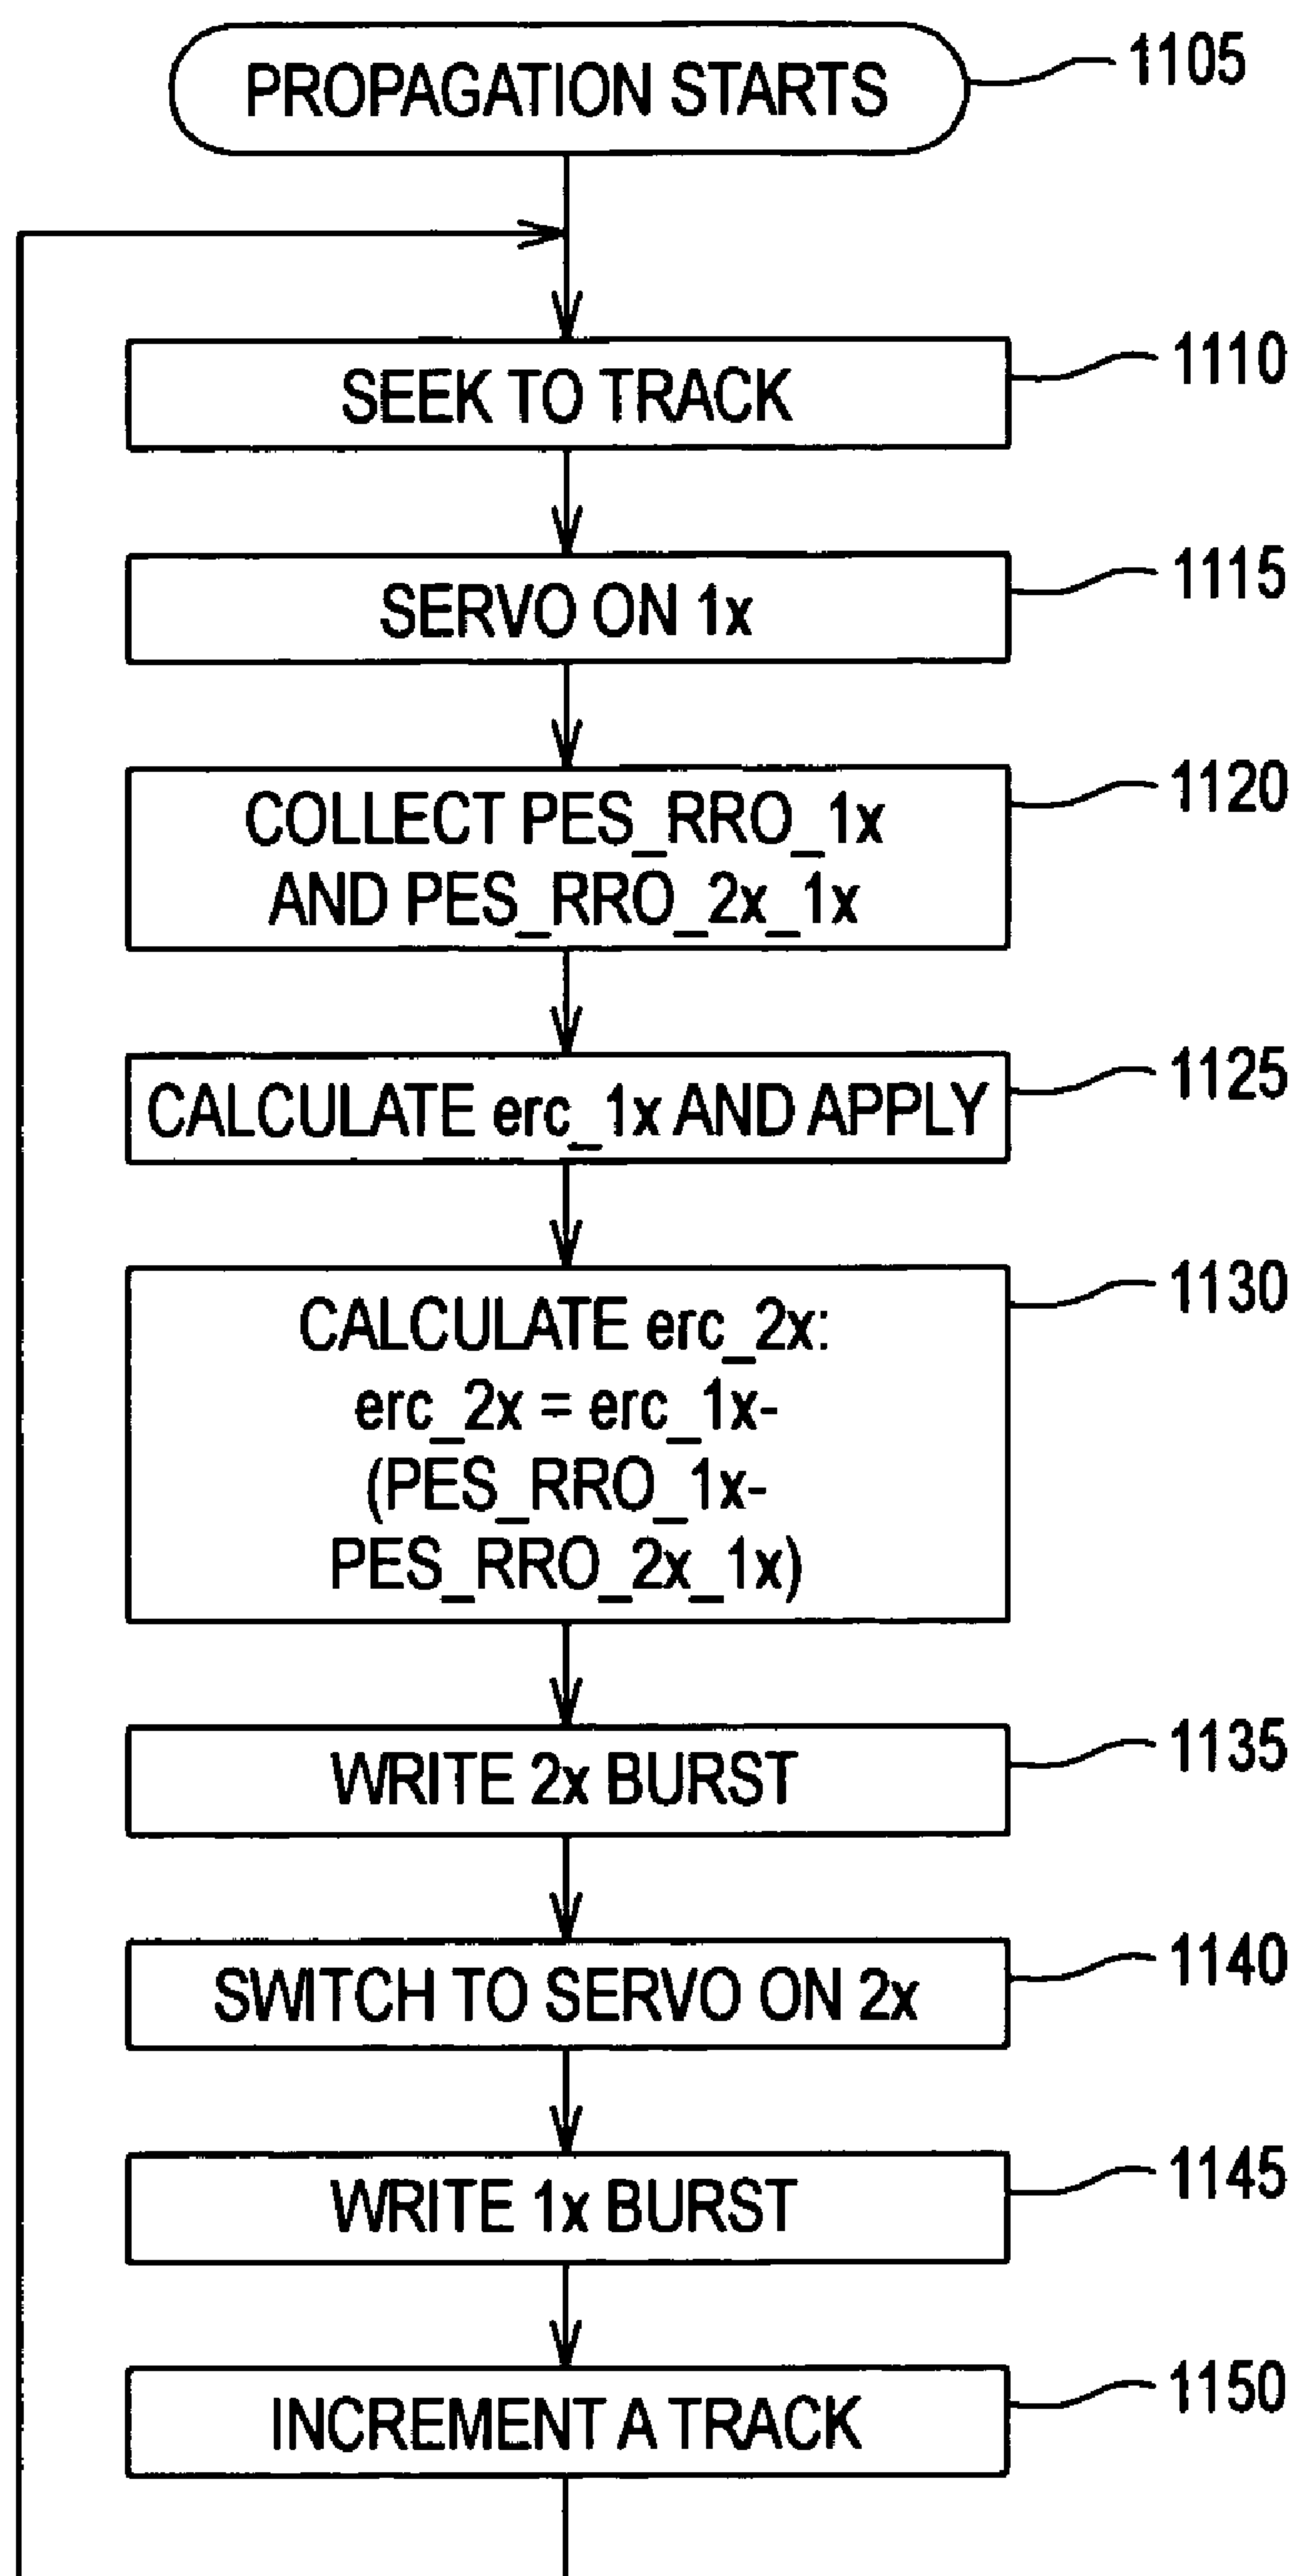 PROPAGATION STARTS
1105
SEEK TO TRACK
1110
SERVO ON 1x
1115
COLLECT PES_RRO_1x
AND PES_RRO_2x_1x
1120
CALCULATE erc_1x AND APPLY
1125
CALCULATE erc_2x:
erc_2x = erc_1x-
(PES_RRO_1x-
PES_RRO_2x_1x)
1130
WRITE 2x BURST
1135
SWITCH TO SERVO ON 2x
1140
WRITE 1x BURST
1145
INCREMENT A TRACK
1150